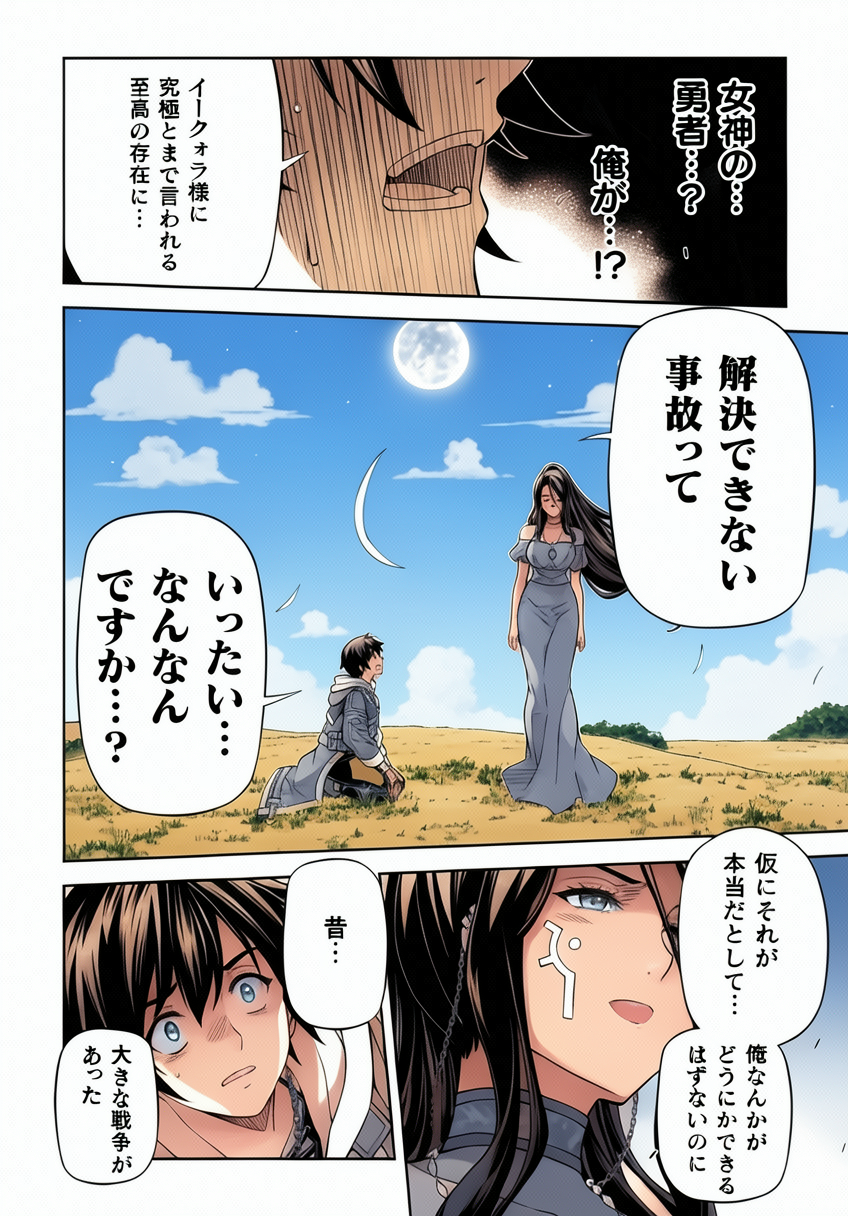 女神の…
勇者…?
俺が…!?
イークォラ様に
究極とまで言われる
至高の存在に…
解決できない
事故って
いったい…
なんなん
ですか…?
仮にそれが
本当だとして…
俺なんかが
どうにかできる
はずないのに
昔…
大きな戦争が
あった